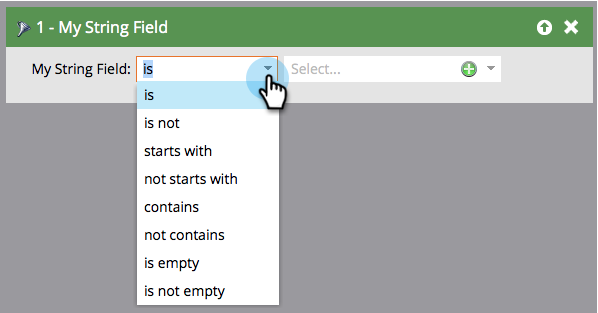 1 - My String Field
My String Field: is Select...
is
is not
starts with
not starts with
contains
not contains
is empty
is not empty